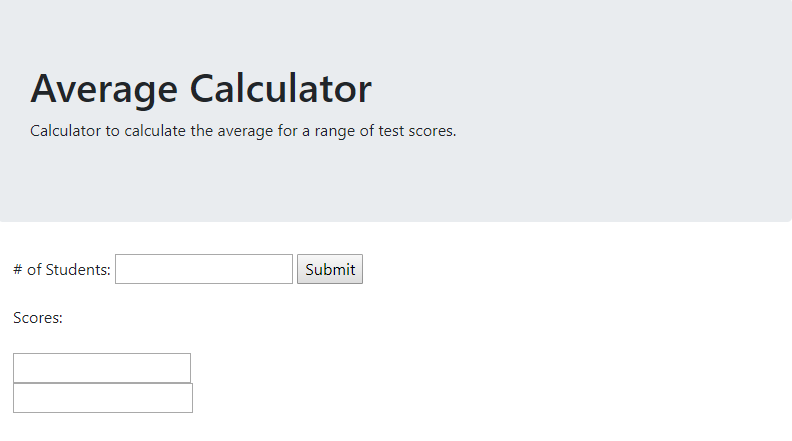 Average Calculator
Calculator to calculate the average for a range of test scores.
# of Students: Submit
Scores: